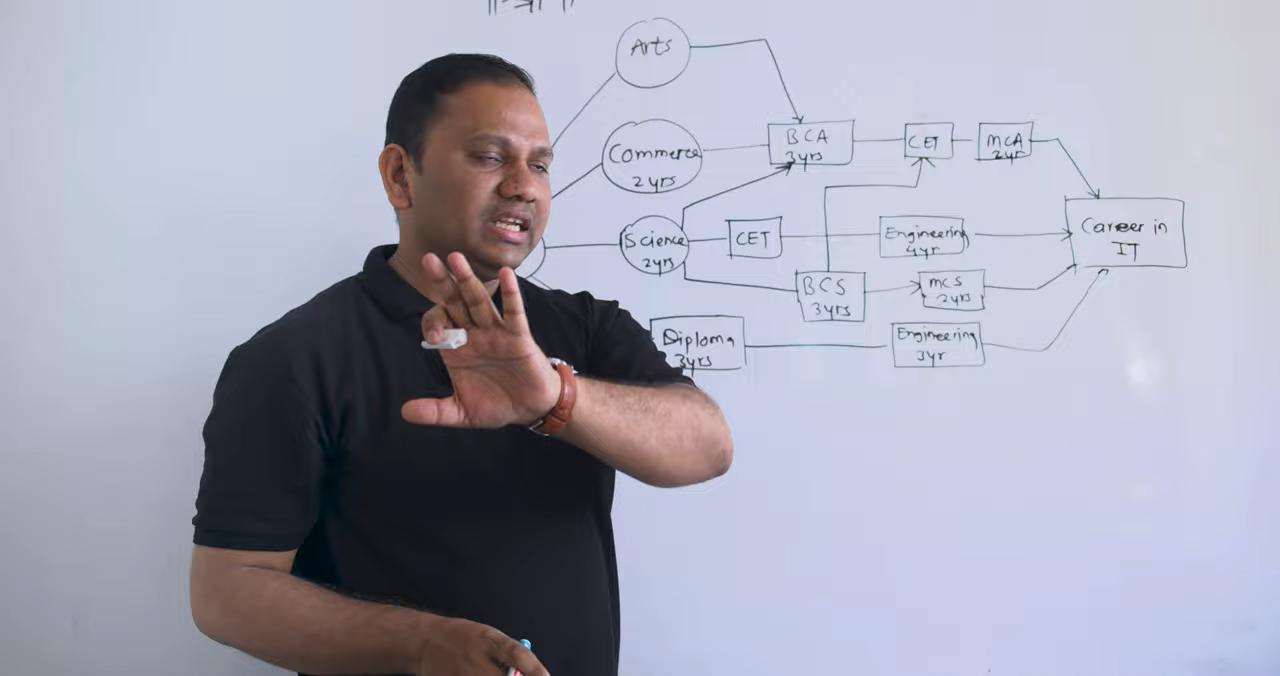 Arts
Commerce
2yrs
BCA
3yrs
CET
MCA
2yr
Science
2yrs
CET
Engineering
4yr
Career in
IT
BCS
3yrs
MCS
2yrs
Diploma
3yrs
Engineering
3yr